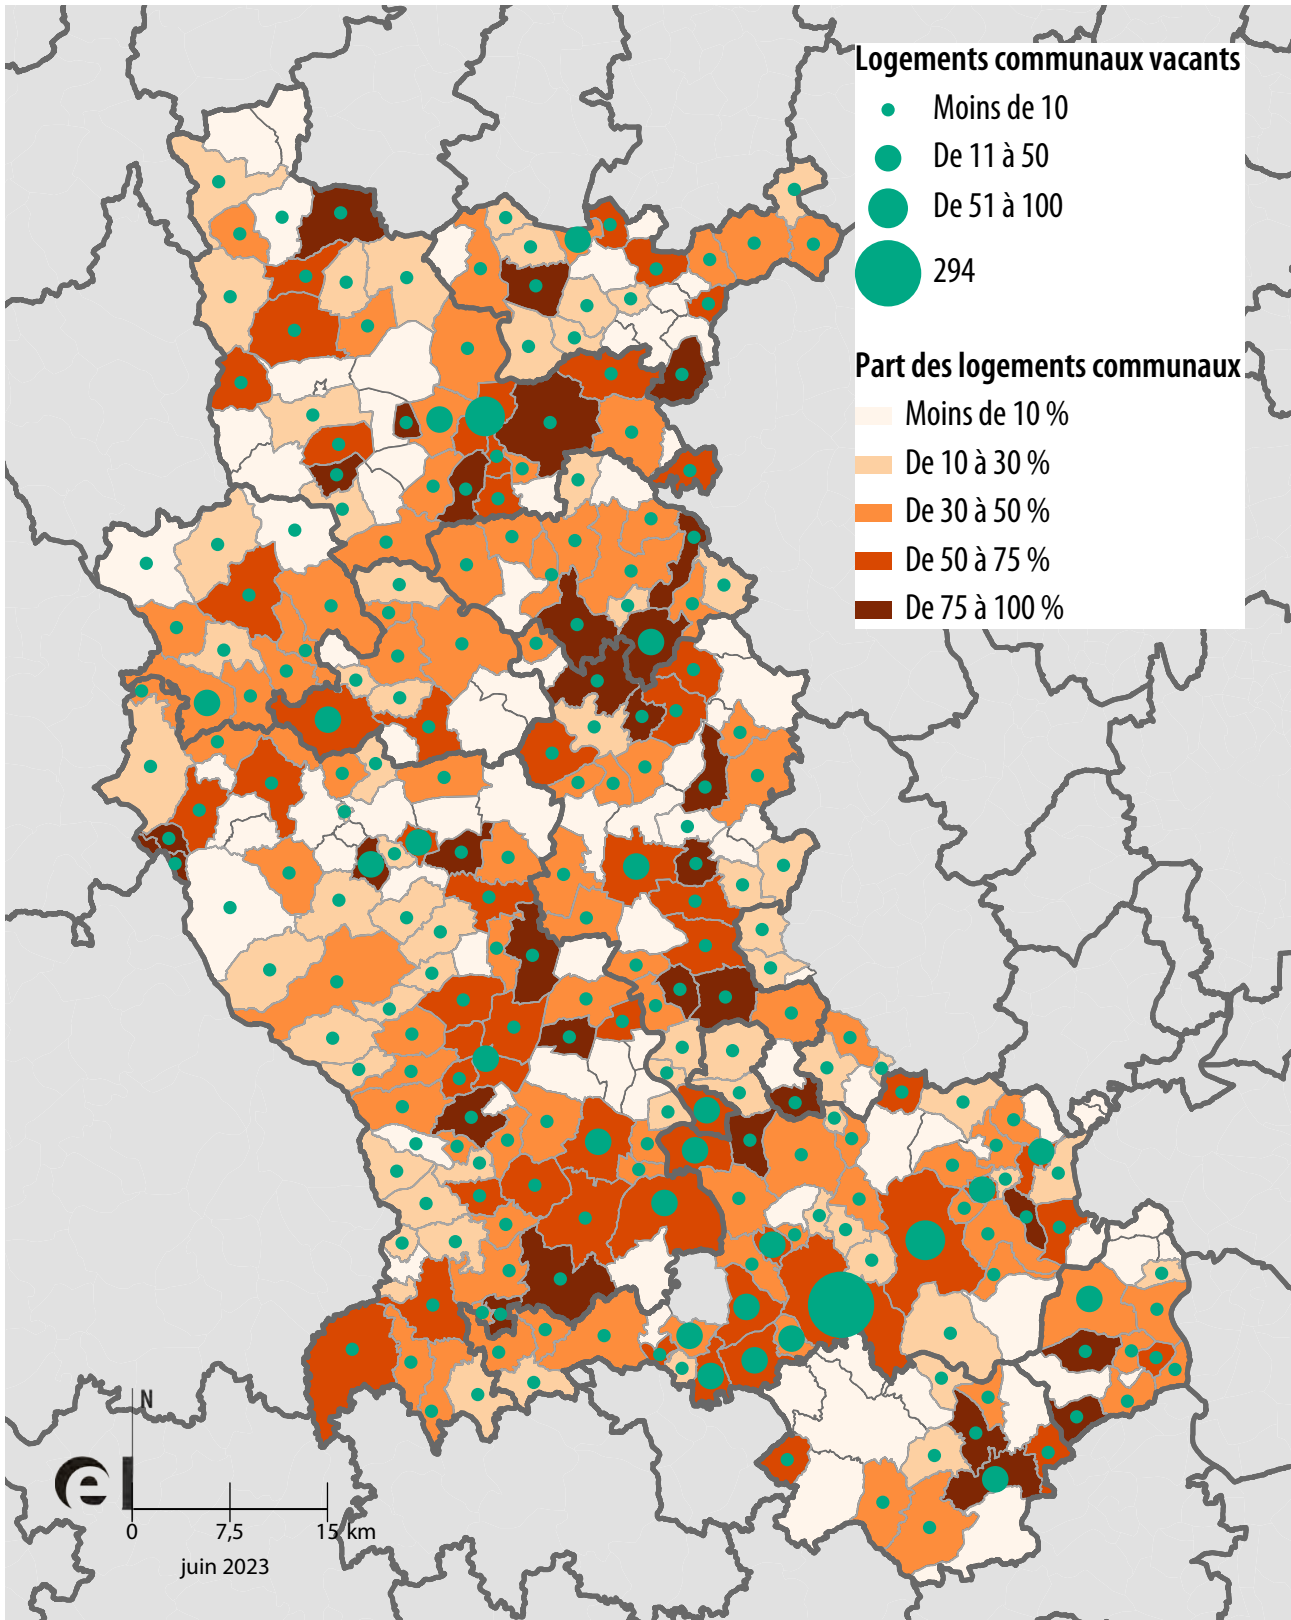 Logements communaux vacants
Moins de 10
De 11 à 50
De 51 à 100
294
Part des logements communaux
Moins de 10 %
De 10 à 30 %
De 30 à 50 %
De 50 à 75 %
De 75 à 100 %
N
e
0 7,5 15 km
juin 2023